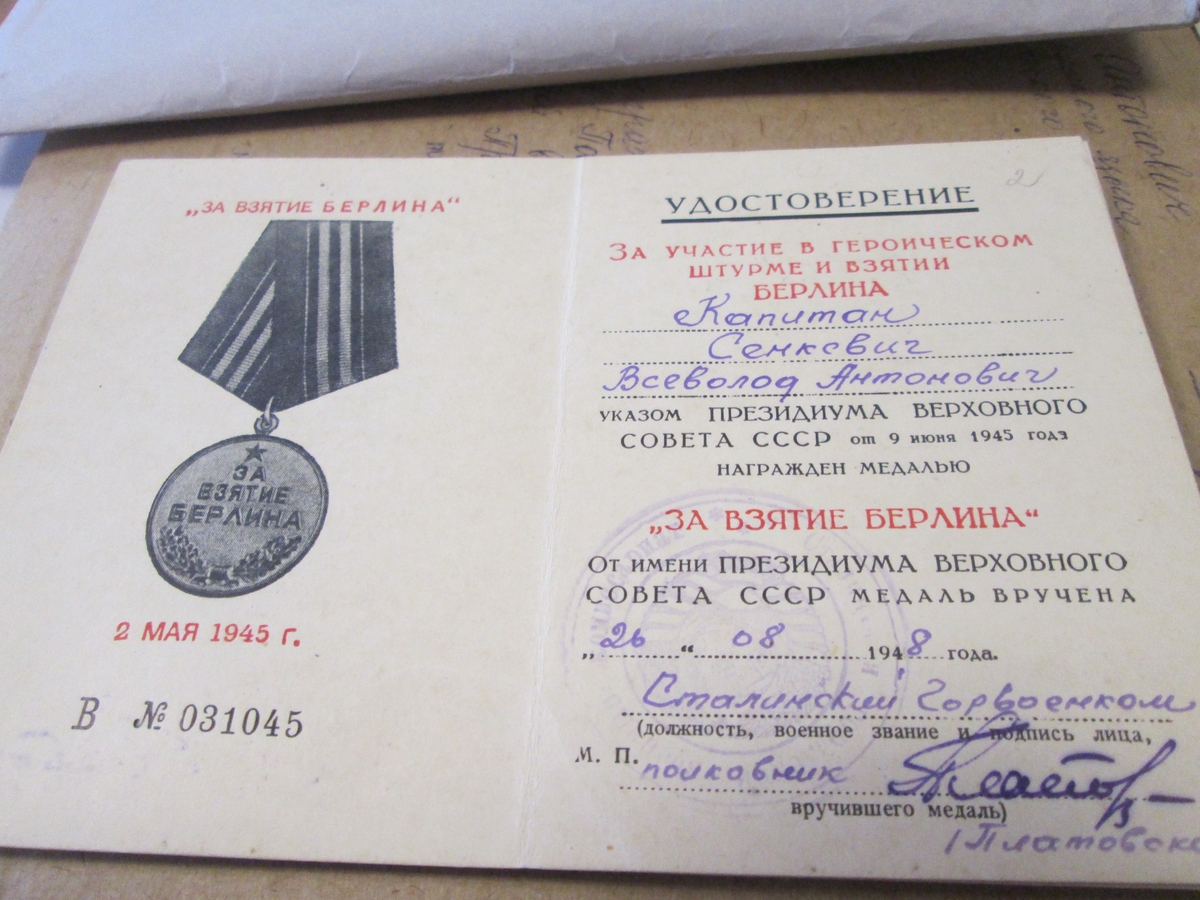 „ЗА ВЗЯТИЕ БЕРЛИНА“
ЗА
ВЗЯТИЕ
БЕРЛИНА
2 МАЯ 1945 г.
В № 031045
УДОСТОВЕРЕНИЕ
ЗА УЧАСТИЕ В ГЕРОИЧЕСКОМ
ШТУРМЕ И ВЗЯТИИ
БЕРЛИНА
Капитан
Сенкевич
Всеволод Антонович
УКАЗОМ ПРЕЗИДИУМА ВЕРХОВНОГО
СОВЕТА СССР от 9 июня 1945 года
НАГРАЖДЕН МЕДАЛЬЮ
„ЗА ВЗЯТИЕ БЕРЛИНА“
ОТ ИМЕНИ ПРЕЗИДИУМА ВЕРХОВНОГО
СОВЕТА СССР МЕДАЛЬ ВРУЧЕНА
„26“ 08 1948 года.
Сталинский Горвоенком
(должность, военное звание и подпись лица,
М. П. полковник
вручившего медаль)